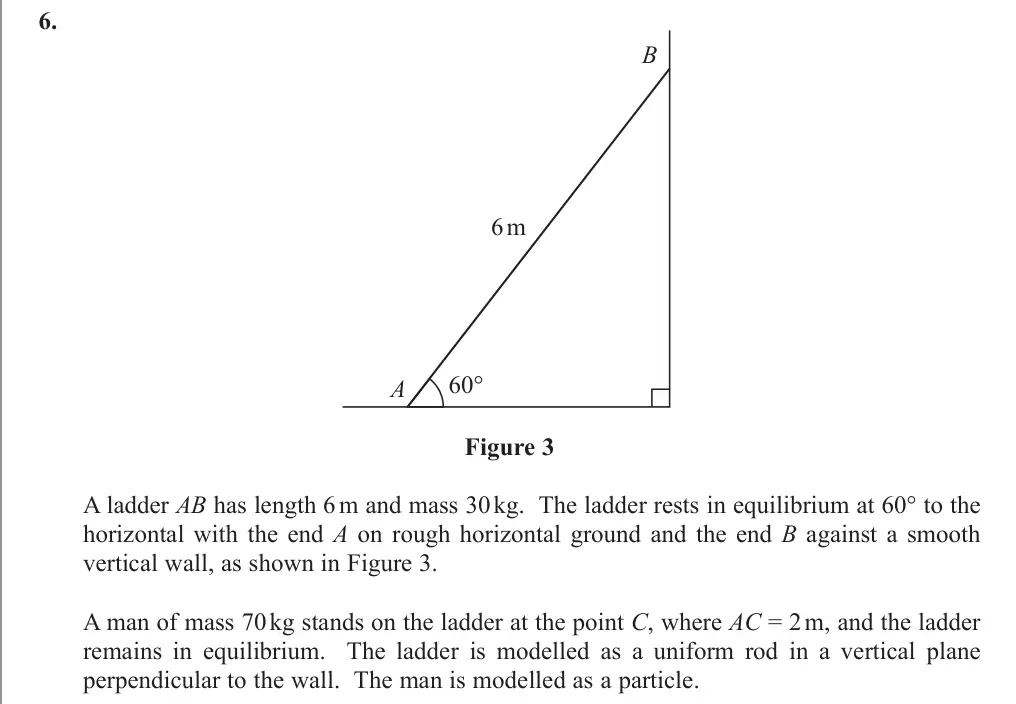 6.
B
6 m
A
60°
Figure 3
A ladder AB has length 6 m and mass 30 kg. The ladder rests in equilibrium at 60° to the
horizontal with the end A on rough horizontal ground and the end B against a smooth
vertical wall, as shown in Figure 3.
A man of mass 70 kg stands on the ladder at the point C, where AC = 2 m, and the ladder
remains in equilibrium. The ladder is modelled as a uniform rod in a vertical plane
perpendicular to the wall. The man is modelled as a particle.